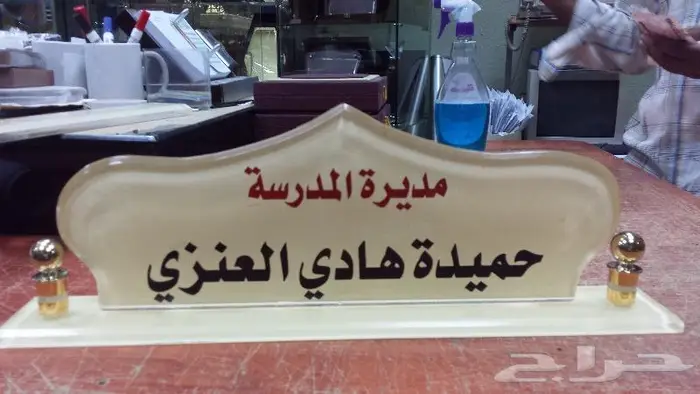 مديرة المدرسة
حميدة هادي العنزي
حراج